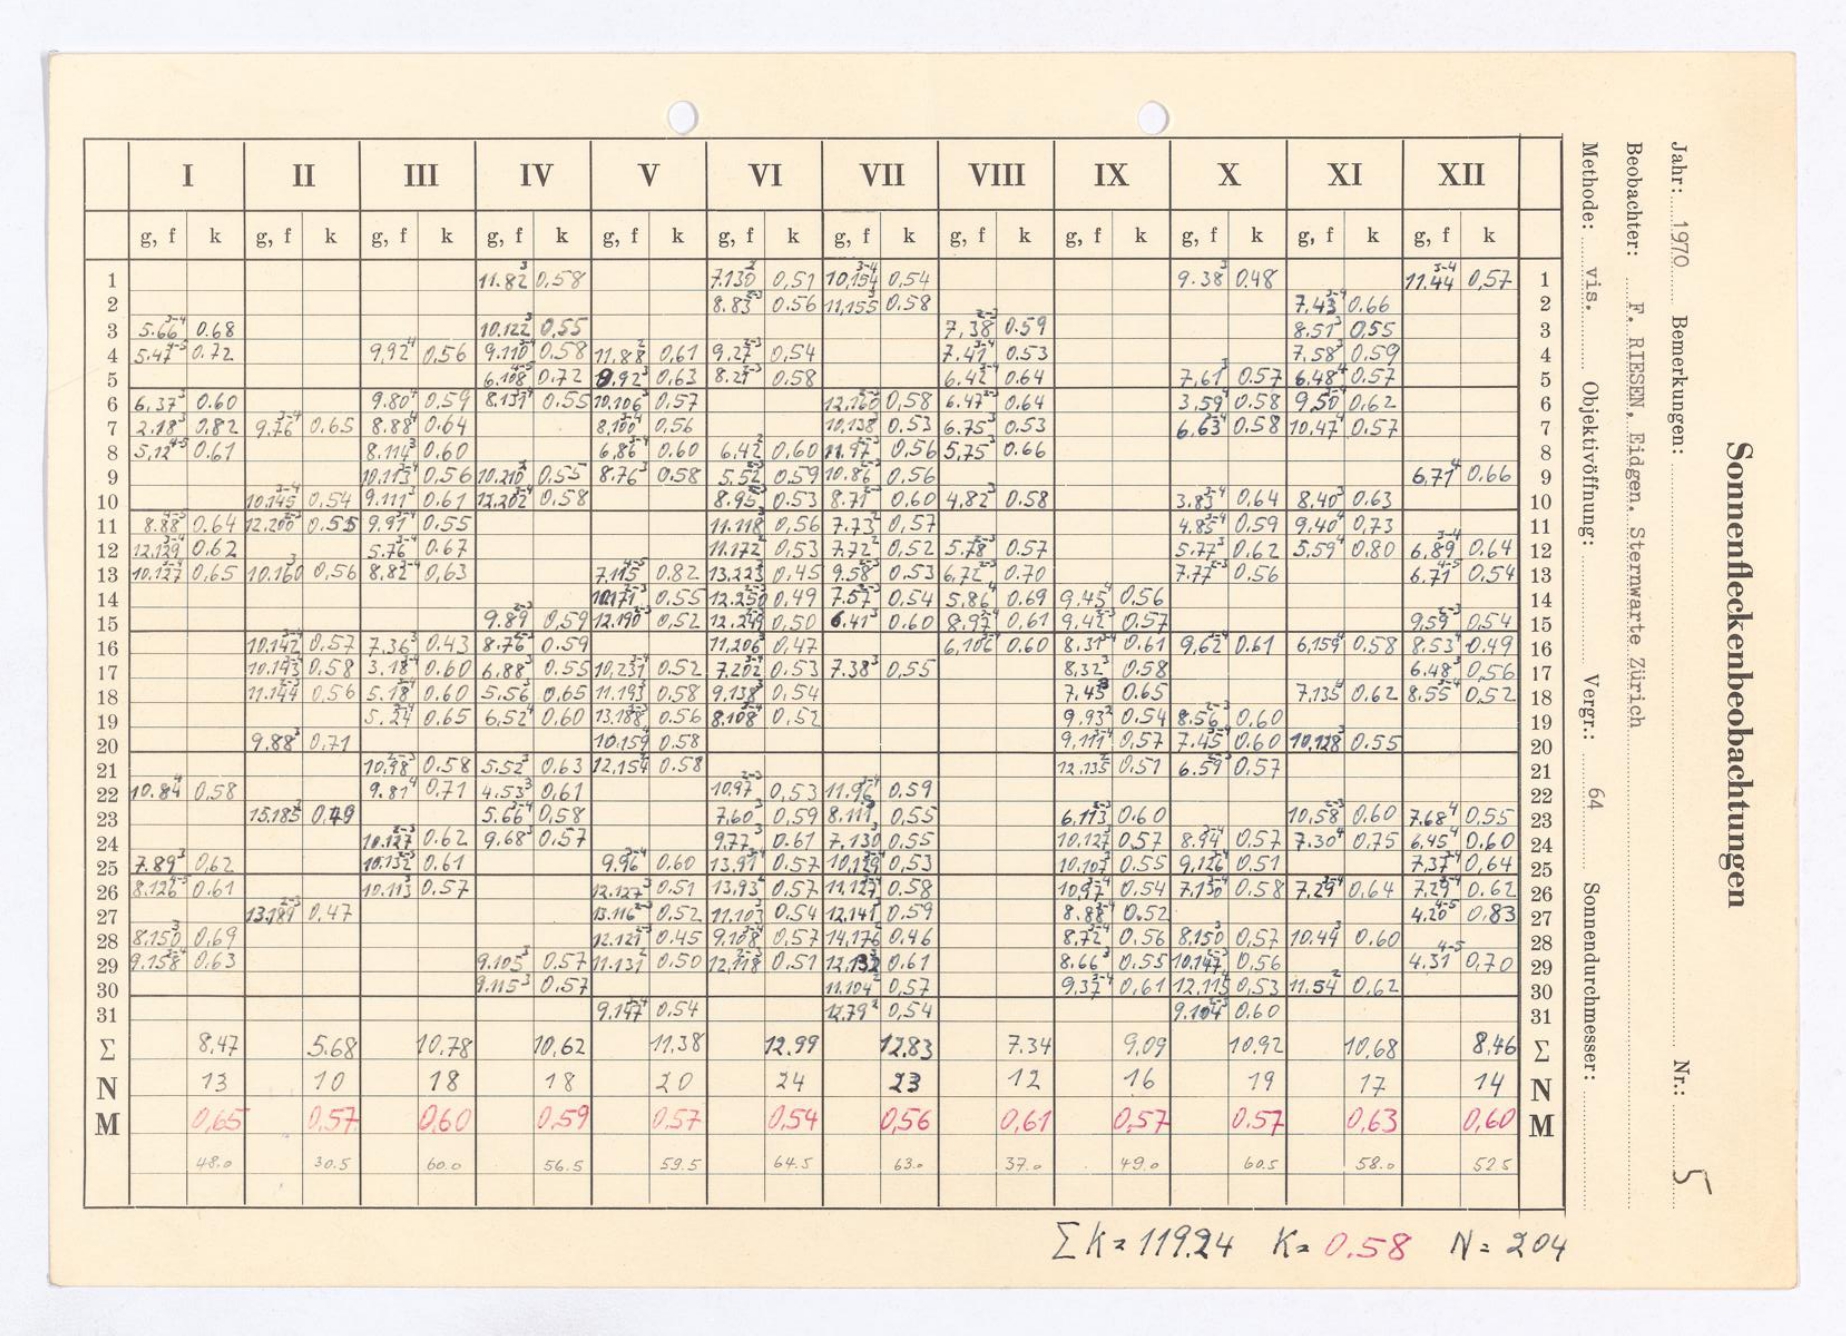 Sonnenfleckenbeobachtungen
Jahr: 1970 Bemerkungen: Nr.: 5
Beobachter: F. RIESEN, Eidgen. Sternwarte Zürich
Methode: vis. Objektivöffnung: Vergr.: 64 Sonnendurchmesser:
I II III IV V VI VII VIII IX X XI XII
g, f k g, f k g, f k g, f k g, f k g, f k g, f k g, f k g, f k g, f k g, f k g, f k
1 11.82 0,58 7.130 0,51 10,154 0,54 9.38 0.48 11.44 0,57 1
2 8.83 0.56 11,155 0.58 7.43 0.66 2
3 5.66 0.68 10.122 0,55 7,38 0.59 8.51 0,55 3
4 5.47 0.72 9,92 0,56 9.110 0.58 11.88 0,61 9.27 0,54 7.41 0.53 7.58 0.59 4
5 6.108 0.72 9.92 0.63 8.21 0,58 6.42 0.64 7.61 0.57 6.48 0.57 5
6 6.37 0.60 9.80 0.59 8.131 0.55 10.106 0.57 12.160 0,58 6.47 0.64 3.59 0.58 9.50 0.62 6
7 2.18 0.82 9.76 0.65 8.88 0.64 8.100 0.56 10,138 0.53 6.75 0.53 6.63 0.58 10.47 0.57 7
8 5,12 0.61 8.114 0.60 6,86 0.60 6.42 0.60 11.97 0.56 5,75 0.66 8
9 10.113 0,56 10,210 0,55 8.76 0.58 5.52 0.59 10.86 0.56 6,71 0.66 9
10 10.145 0,54 9.111 0.61 13,202 0.58 8.95 0.53 8.71 0.60 4,82 0.58 3.83 0,64 8,40 0.63 10
11 8.88 0.64 12.200 0.55 9,91 0.55 11.118 0,56 7.73 0,57 4.85 0,59 9.40 0,73 11
12 12.129 0.62 5.76 0.67 11.172 0,53 7.72 0,52 5.78 0.57 5.77 0,62 5.59 0,80 6,89 0.64 12
13 10.127 0,65 10.160 0,56 8.82 0,63 7.115 0.82 13.223 0,45 9.58 0.53 6,72 0.70 7.77 0,56 6.71 0,54 13
14 10.171 0.55 12.250 0,49 7.57 0,54 5.86 0.69 9.45 0,56 14
15 9.89 0,59 12.190 0,52 12.249 0,50 6.41 0.60 8.97 0,61 9.42 0,57 9.59 0,54 15
16 10.142 0,57 7.36 0.43 8.76 0.59 11,206 0,47 6,106 0.60 8.31 0.61 9,62 0.61 6,159 0.58 8.53 0.49 16
17 10.193 0.58 3.18 0.60 6.88 0.55 10,231 0.52 7.202 0.53 7.38 0,55 8,32 0.58 6.48 0,56 17
18 11.144 0,56 5.18 0.60 5.56 0,65 11.193 0.58 9.138 0.54 7.45 0.65 7,135 0.62 8.55 0,52 18
19 5.24 0.65 6,52 0.60 13.188 0.56 8.108 0,52 9.93 0.54 8.56 0.60 19
20 9.88 0,71 10.159 0.58 9,111 0,57 7.45 0.60 10,128 0.55 20
21 10,98 0.58 5.52 0,63 12,154 0.58 12.135 0.51 6.59 0.57 21
22 10.84 0,58 9.81 0.71 4.53 0,61 10.97 0,53 11.96 0.59 22
23 15,185 0,49 5.66 0,58 7,60 0,59 8.111 0,55 6,113 0.60 10,58 0.60 7.68 0,55 23
24 10.127 0.62 9.68 0.57 9,77 0.61 7,130 0.55 10.127 0,57 8.94 0,57 7.30 0,75 6.45 0.60 24
25 7.89 0,62 10.132 0.61 9.96 0.60 13,91 0.57 10,129 0,53 10,107 0.55 9,126 0,51 7,37 0,64 25
26 8.126 0.61 10.113 0.57 12.127 0.51 13.93 0.57 11,127 0.58 10,97 0.54 7.130 0.58 7.29 0,64 7.29 0.62 26
27 13.189 0.47 13.116 0,52 11.103 0.54 12,141 0.59 8.88 0.52 4.20 0,83 27
28 8.150 0,69 12.121 0.45 9.108 0,57 14,176 0.46 8,72 0,56 8,150 0,57 10.44 0.60 28
29 9.158 0,63 9.105 0.57 11.131 0,50 12,118 0.51 12,132 0.61 8.66 0.55 10,147 0,56 4.31 0,70 29
30 9.115 0,57 11.104 0,57 9,37 0,61 12.115 0,53 11.54 0,62 30
31 9.147 0.54 12.79 0,54 9.104 0.60 31
Σ 8,47 5.68 10.78 10,62 11.38 12.99 12.83 7.34 9,09 10.92 10,68 8,46 Σ
N 13 10 18 18 20 24 23 12 16 19 17 14 N
M 0,65 0.57 0,60 0,59 0.57 0,54 0,56 0,61 0,57 0.57 0,63 0,60 M
48.0 30.5 60.0 56.5 59.5 64.5 63.0 37.0 49.0 60.5 58.0 52.5
Σ k = 119.24 K = 0.58 N = 204